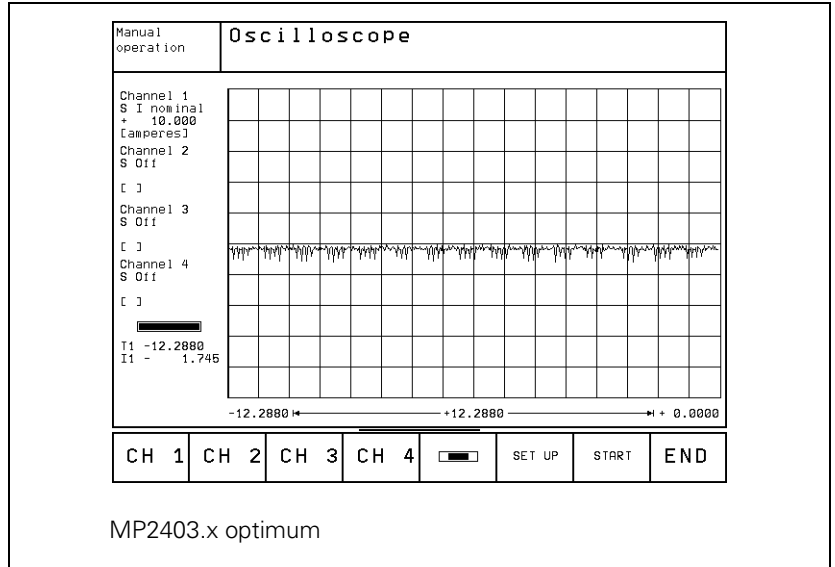 Manual
operation
Oscilloscope
Channel 1
S I nominal
+ 10.000
[amperes]
Channel 2
S Off
[ ]
Channel 3
S Off
[ ]
Channel 4
S Off
[ ]
T1 -12.2880
I1 - 1.745
-12.2880 +12.2880 + 0.0000
CH 1 CH 2 CH 3 CH 4 SET UP START END
MP2403.x optimum